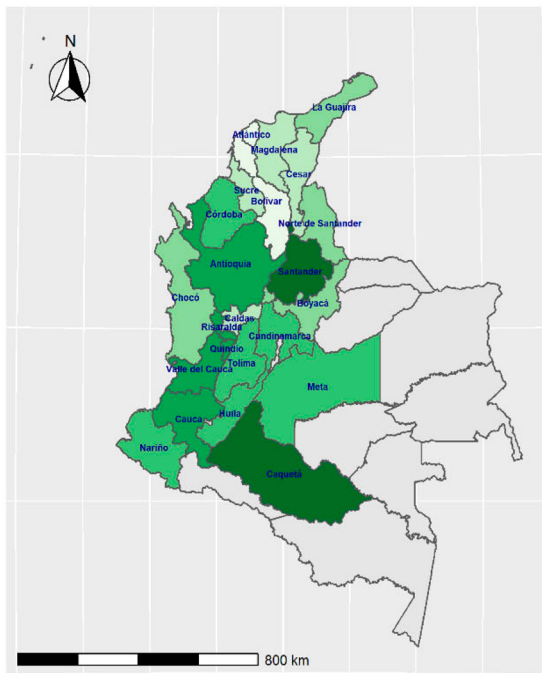 N
La Guajira
Atlántico
Magdalena
Cesar
Sucre
Bolívar
Córdoba
Norte de Santander
Antioquia
Santander
Chocó
Boyacá
Caldas
Risaralda
Cundinamarca
Quindío
Valle del Cauca
Tolima
Meta
Huila
Cauca
Nariño
Caquetá
800 km